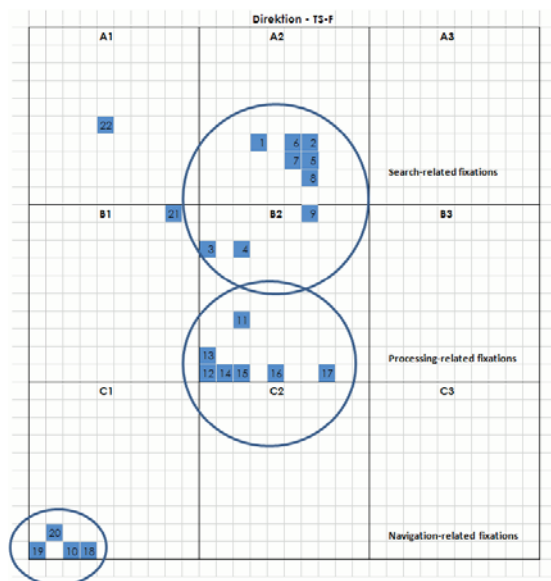 Direktion - TS-F
A1 A2 A3
22
1 6 2
7 5
8
Search-related fixations
B1 21 B2 9 B3
3 4
11
13
Processing-related fixations
12 14 15 16 17
C1 C2 C3
20
Navigation-related fixations
19 10 18